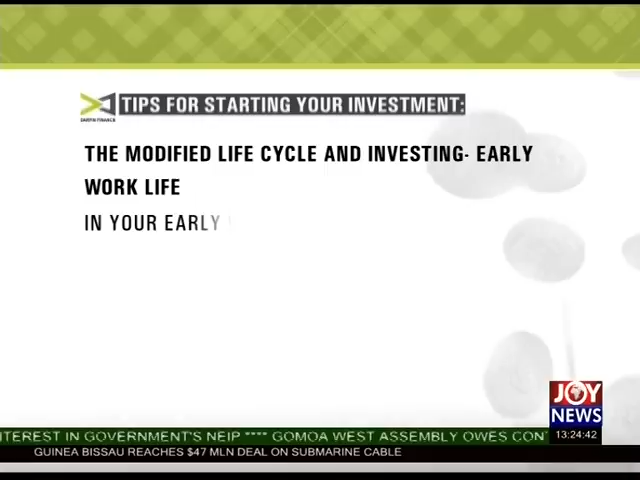 TIPS FOR STARTING YOUR INVESTMENT:
THE MODIFIED LIFE CYCLE AND INVESTING- EARLY
WORK LIFE
IN YOUR EARLY
JOY
NEWS
13:24:42
INTEREST IN GOVERNMENT'S NEIP **** GOMOA WEST ASSEMBLY OWES CON
GUINEA BISSAU REACHES $47 MLN DEAL ON SUBMARINE CABLE